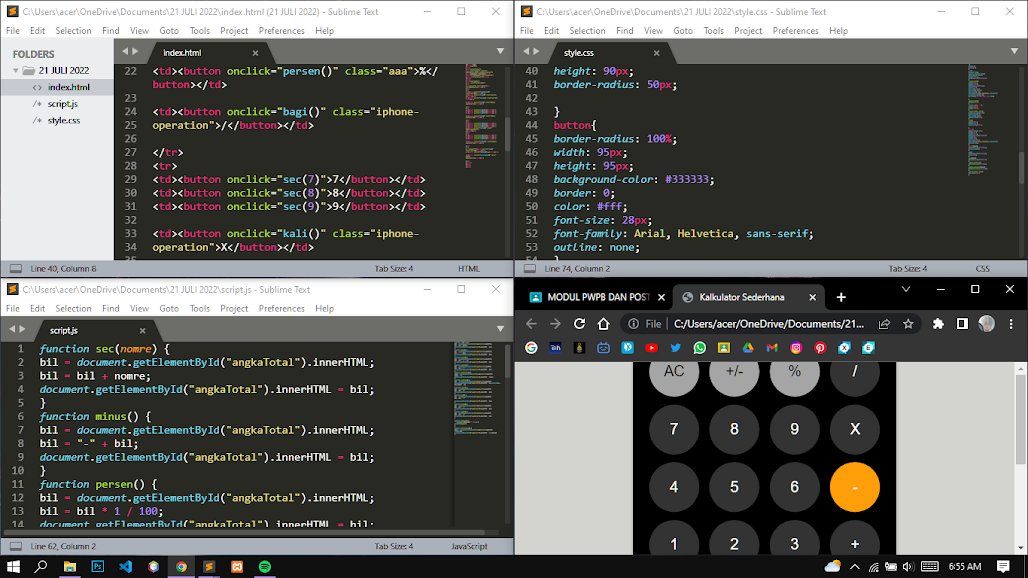 C:\Users\acer\OneDrive\Documents\21 JULI 2022\index.html (21 JULI 2022) - Sublime Text
File Edit Selection Find View Goto Tools Project Preferences Help
FOLDERS
21 JULI 2022
<> index.html
/* script.js
/* style.css
index.html
22 <td><button onclick="persen()" class="aaa">%</
button></td>
23
24 <td><button onclick="bagi()" class="iphone-
25 operation">/</button></td>
26
27 </tr>
28 <tr>
29 <td><button onclick="sec(7)">7</button></td>
30 <td><button onclick="sec(8)">8</button></td>
31 <td><button onclick="sec(9)">9</button></td>
32
33 <td><button onclick="kali()" class="iphone-
34 operation">X</button></td>
35
Line 40, Column 8 Tab Size: 4 HTML
C:\Users\acer\OneDrive\Documents\21 JULI 2022\style.css - Sublime Text
File Edit Selection Find View Goto Tools Project Preferences Help
style.css
40 height: 90px;
41 border-radius: 50px;
42
43 }
44 button{
45 border-radius: 100%;
46 width: 95px;
47 height: 95px;
48 background-color: #333333;
49 border: 0;
50 color: #fff;
51 font-size: 28px;
52 font-family: Arial, Helvetica, sans-serif;
53 outline: none;
54 }
Line 74, Column 2 Tab Size: 4 CSS
C:\Users\acer\OneDrive\Documents\21 JULI 2022\script.js - Sublime Text
File Edit Selection Find View Goto Tools Project Preferences Help
script.js
1 function sec(nomre) {
2 bil = document.getElementById("angkaTotal").innerHTML;
3 bil = bil + nomre;
4 document.getElementById("angkaTotal").innerHTML = bil;
5 }
6 function minus() {
7 bil = document.getElementById("angkaTotal").innerHTML;
8 bil = "-" + bil;
9 document.getElementById("angkaTotal").innerHTML = bil;
10 }
11 function persen() {
12 bil = document.getElementById("angkaTotal").innerHTML;
13 bil = bil * 1 / 100;
14 document.getElementById("angkaTotal").innerHTML = bil;
Line 62, Column 2 Tab Size: 4 JavaScript
MODUL PWPB DAN POST
Kalkulator Sederhana
File C:/Users/acer/OneDrive/Documents/21...
AC +/- % /
7 8 9 X
4 5 6 -
1 2 3 +
6:55 AM